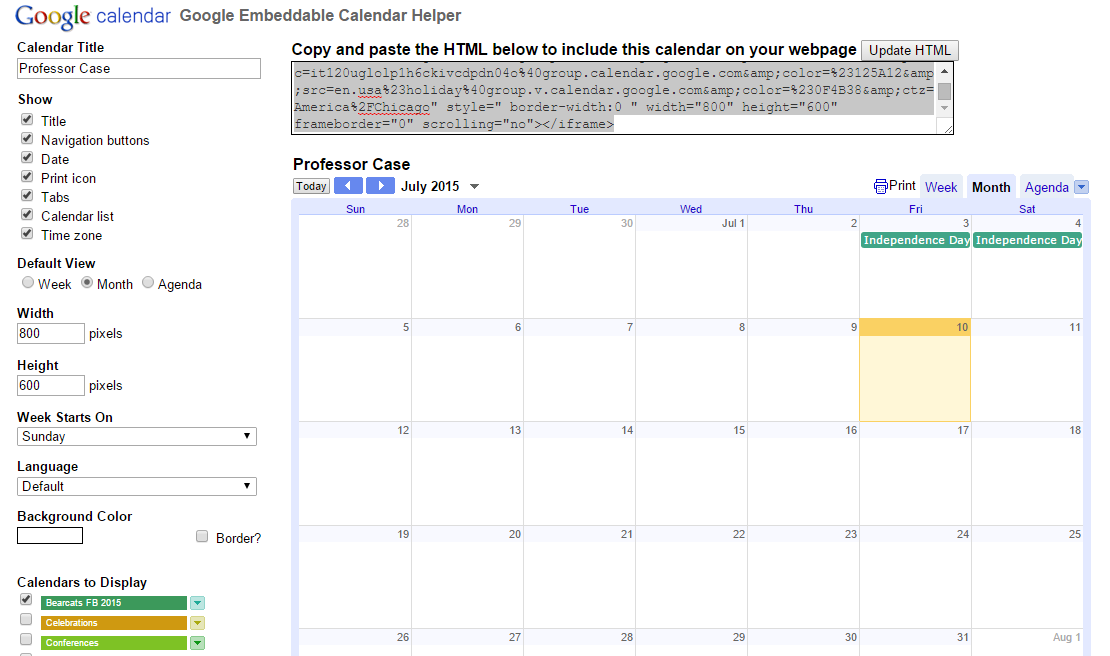 Google calendar Google Embeddable Calendar Helper
Calendar Title
Professor Case
Show
Title
Navigation buttons
Date
Print icon
Tabs
Calendar list
Time zone
Default View
Week Month Agenda
Width
800 pixels
Height
600 pixels
Week Starts On
Sunday
Language
Default
Background Color
Border?
Calendars to Display
Bearcats FB 2015
Celebrations
Conferences
Copy and paste the HTML below to include this calendar on your webpage Update HTML
c=it120uglolp1h6ckivcdpdn04o%40group.calendar.google.com&amp;color=%23125A12&amp
;src=en.usa%23holiday%40group.v.calendar.google.com&amp;color=%230F4B38&amp;ctz=
America%2FChicago" style=" border-width:0 " width="800" height="600"
frameborder="0" scrolling="no"></iframe>
Professor Case
Today July 2015 Print Week Month Agenda
Sun Mon Tue Wed Thu Fri Sat
28 29 30 Jul 1 2 3 4
Independence Day Independence Day
5 6 7 8 9 10 11
12 13 14 15 16 17 18
19 20 21 22 23 24 25
26 27 28 29 30 31 Aug 1